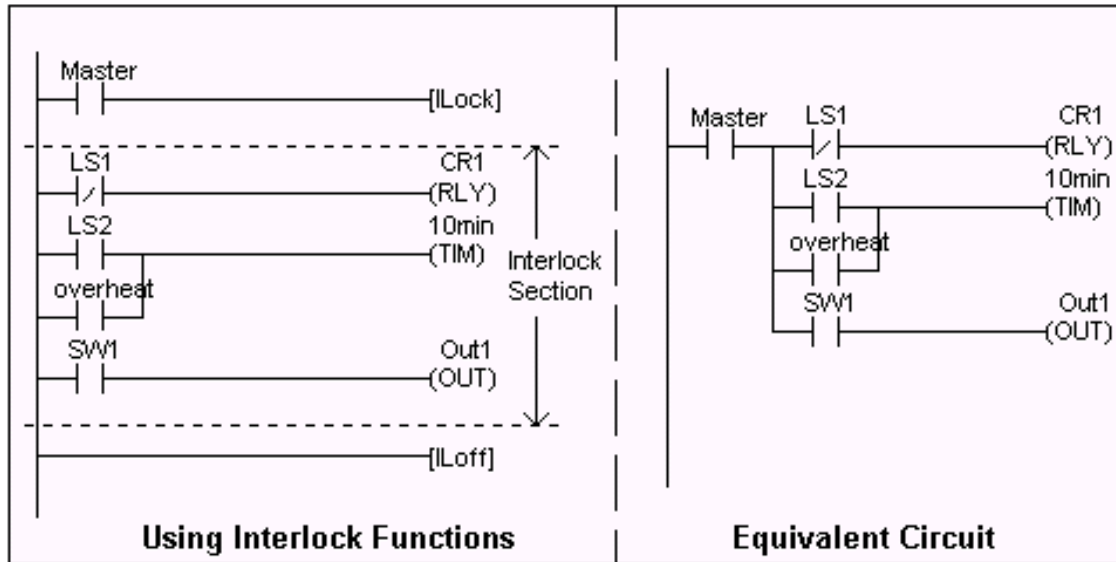 Master
[ILock]
LS1
CR1
(RLY)
LS2
10min
(TIM)
overheat
Interlock
Section
SW1
Out1
(OUT)
[ILoff]
Using Interlock Functions
Master
LS1
CR1
(RLY)
LS2
10min
(TIM)
overheat
SW1
Out1
(OUT)
Equivalent Circuit